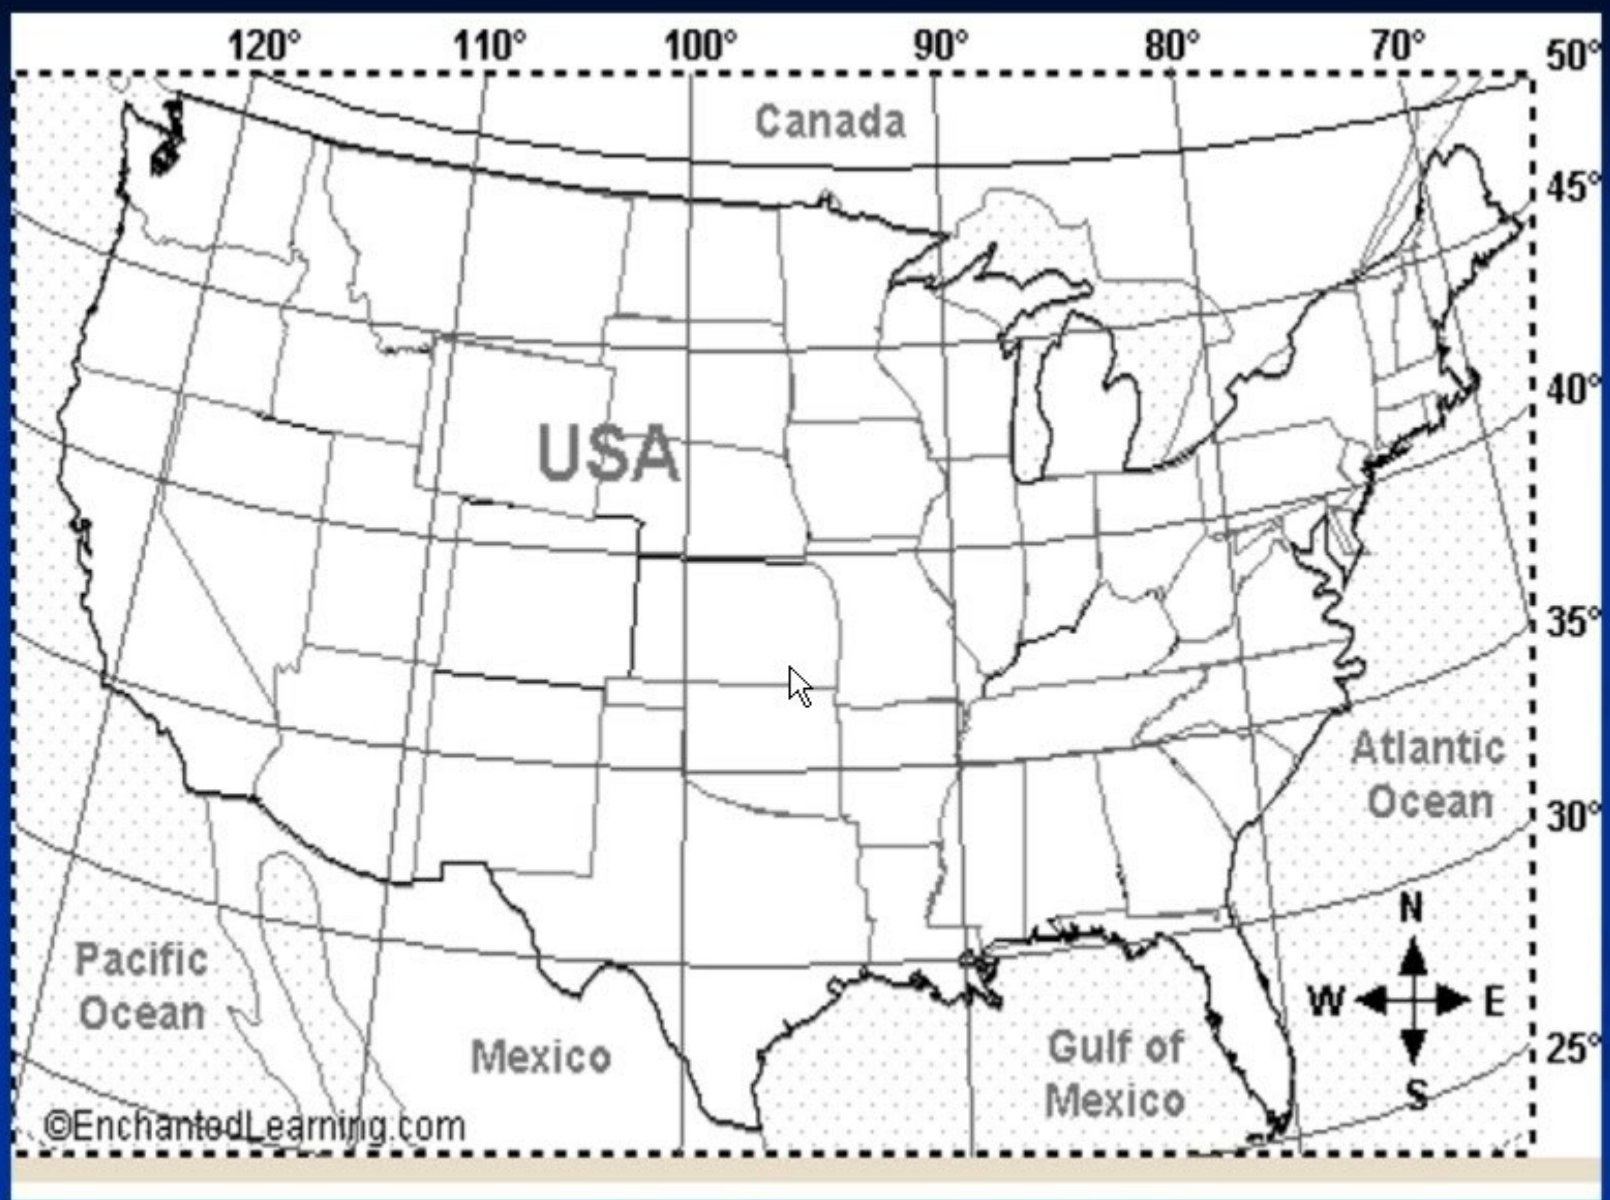 120° 110° 100° 90° 80° 70° 50°
Canada
45°
40°
USA
35°
Atlantic
Ocean
30°
N
Pacific
Ocean
W E
Mexico
Gulf of
Mexico
25°
S
©EnchantedLearning.com